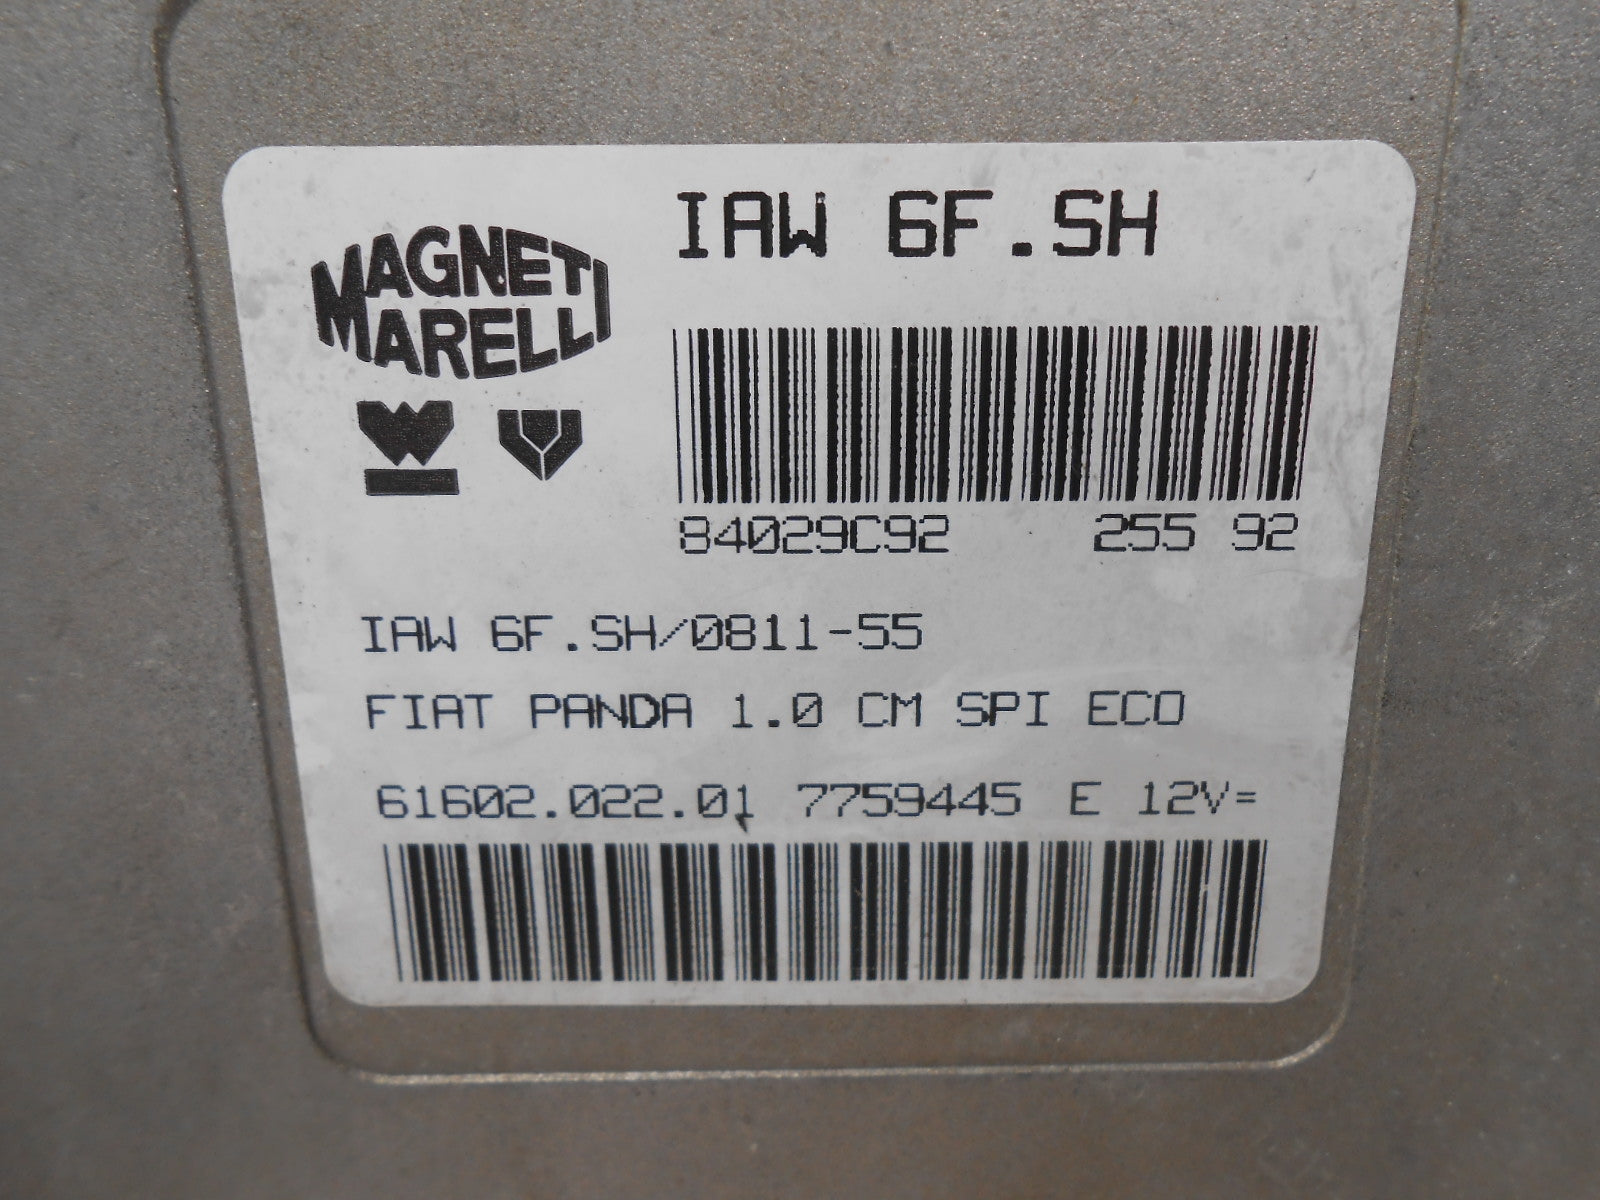 IAW 6F.SH
MAGNETI
MARELLI
84029C92 255 92
IAW 6F.SH/0811-55
FIAT PANDA 1.0 CM SPI ECO
61602.022.01 7759445 E 12V=